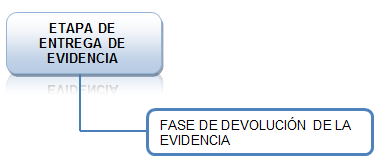 ETAPA DE
ENTREGA DE
EVIDENCIA
FASE DE DEVOLUCIÓN DE LA
EVIDENCIA